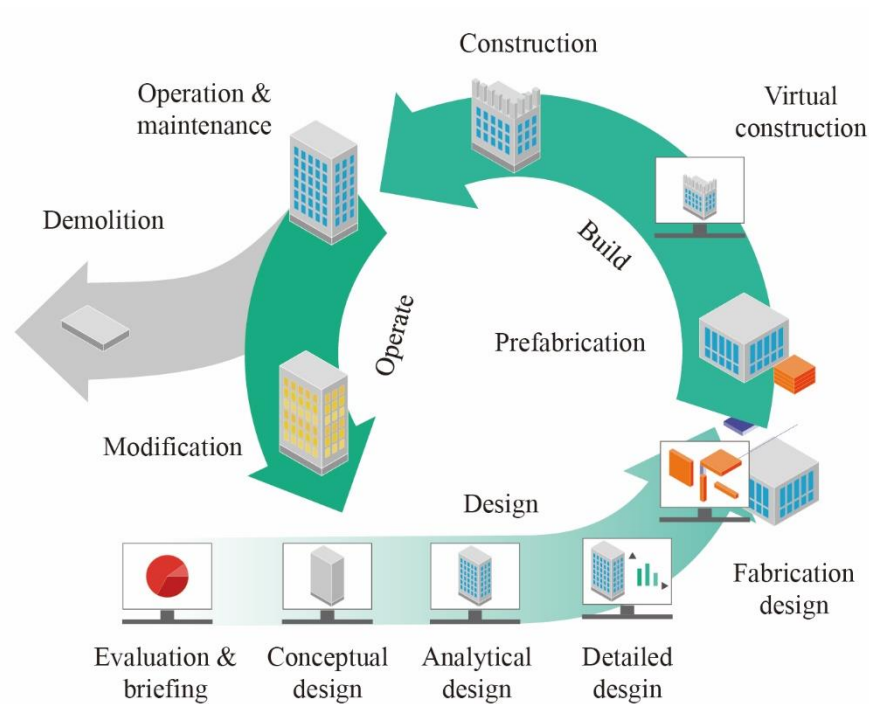 Construction
Operation &
maintenance
Virtual
construction
Demolition
Build
Operate
Prefabrication
Modification
Design
Fabrication
design
Evaluation &
briefing
Conceptual
design
Analytical
design
Detailed
desgin